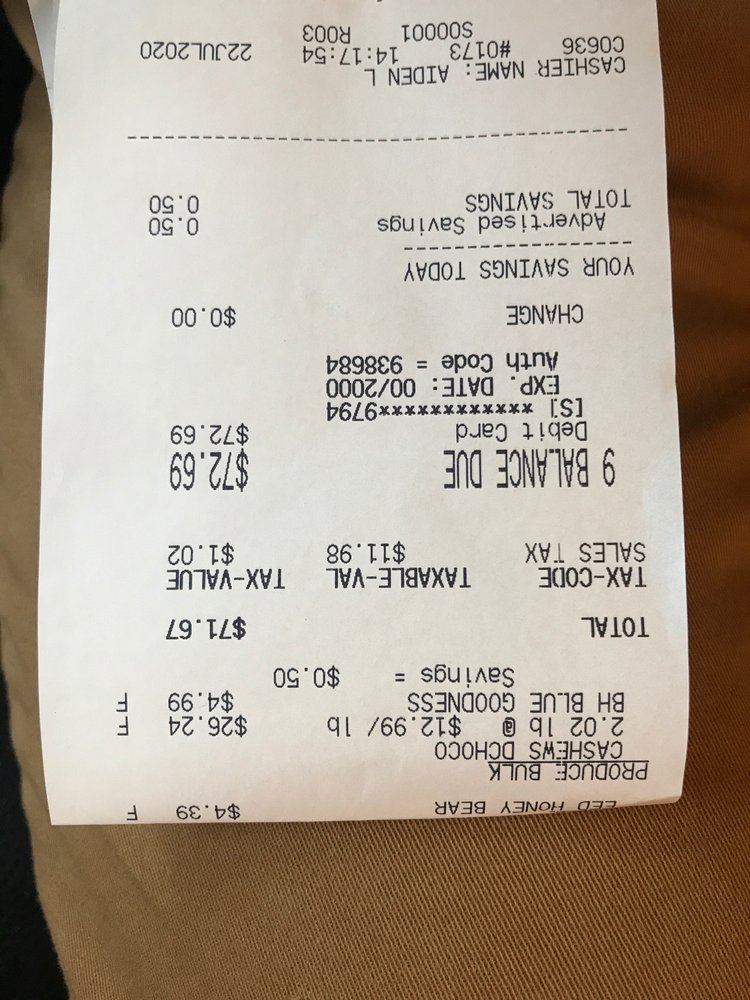 HONEY BEAR $4.39 F
PRODUCE BULK
CASHEWS DCHOCO
2.02 lb @ $12.99/ lb $26.24 F
BH BLUE GOODNESS $4.99 F
Savings = $0.50
TOTAL $71.67
TAX-CODE TAXABLE-VAL TAX-VALUE
SALES TAX $11.98 $1.02
9 BALANCE DUE $72.69
Debit Card $72.69
[S] **************9794
EXP. DATE: 00/2000
Auth Code = 938684
CHANGE $0.00
YOUR SAVINGS TODAY
Advertised Savings 0.50
TOTAL SAVINGS 0.50
CASHIER NAME: AIDEN L
C0636 #0173 14:17:54 22JUL2020
S00001 R003